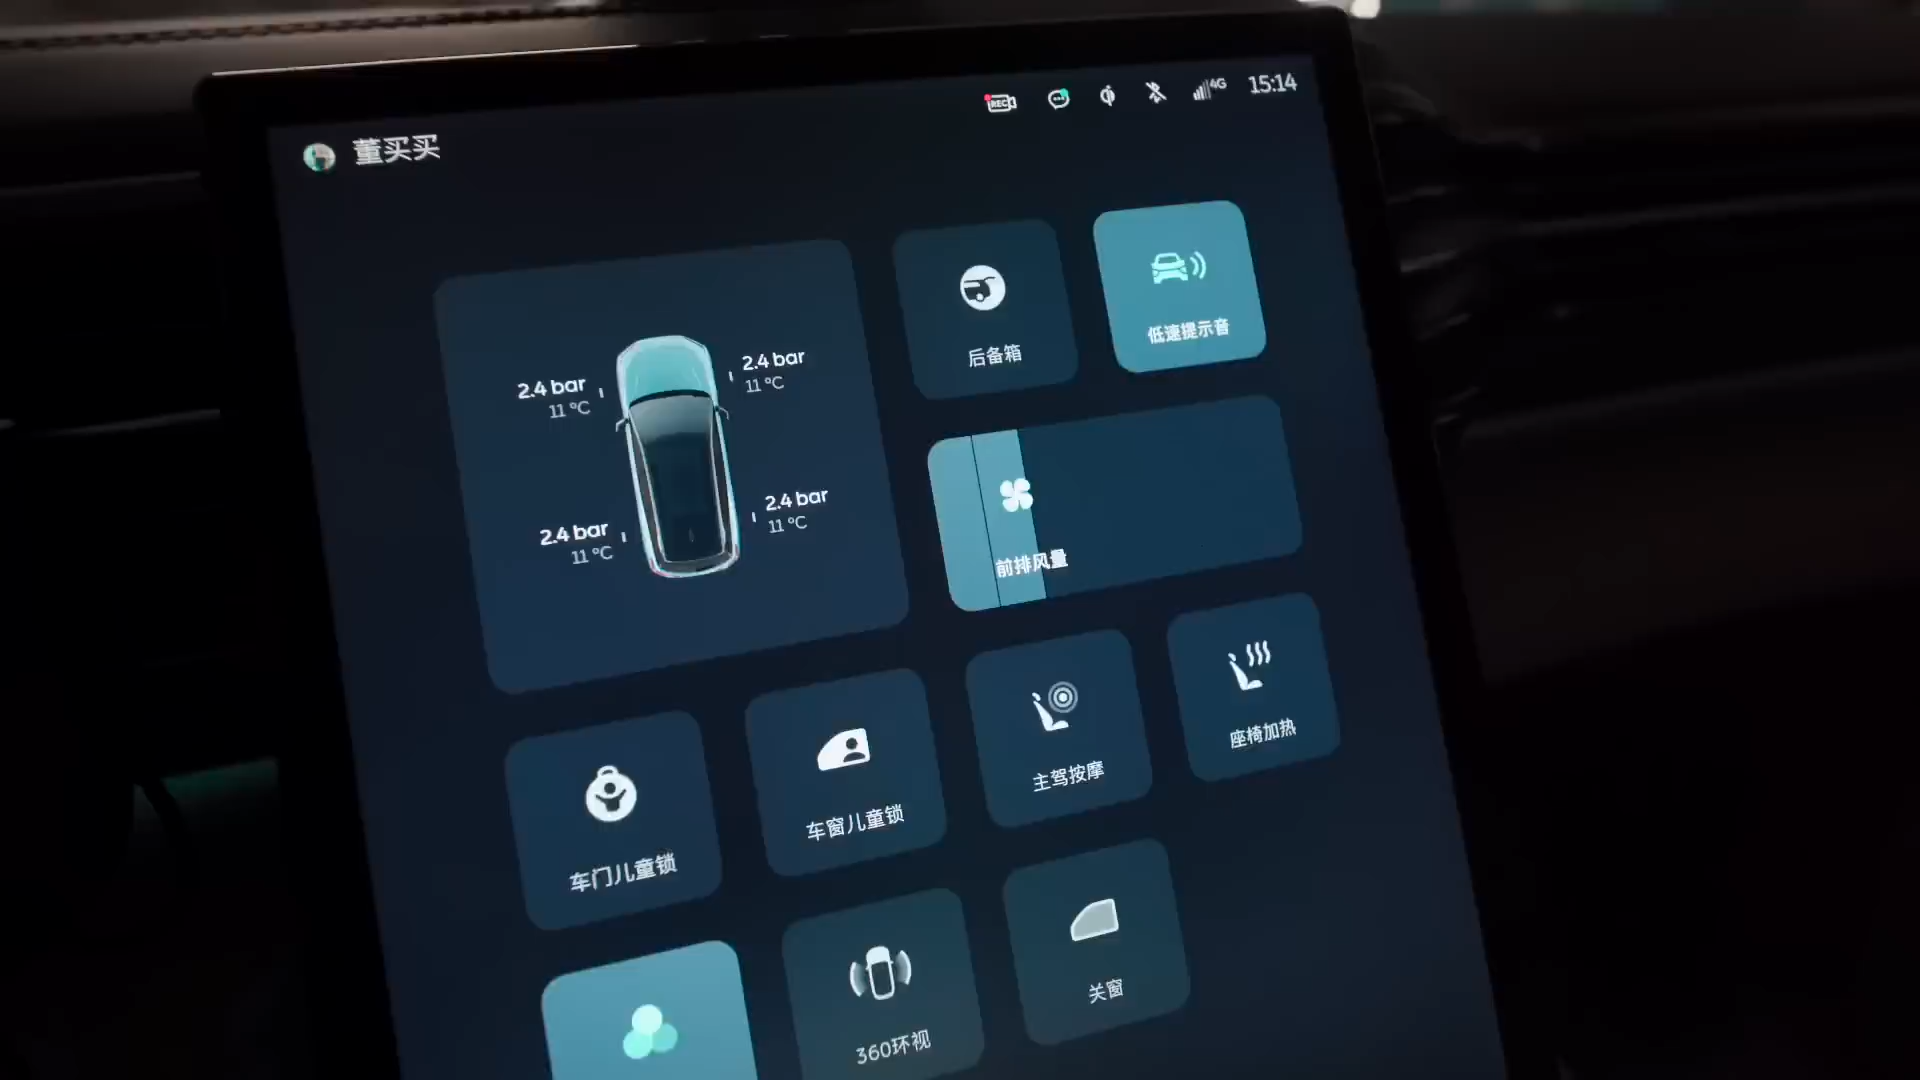 REC
4G
15:14
董买买
2.4 bar
11 °C
2.4 bar
11 °C
2.4 bar
11 °C
2.4 bar
11 °C
后备箱
低速提示音
前排风量
车门儿童锁
车窗儿童锁
主驾按摩
座椅加热
360环视
关窗